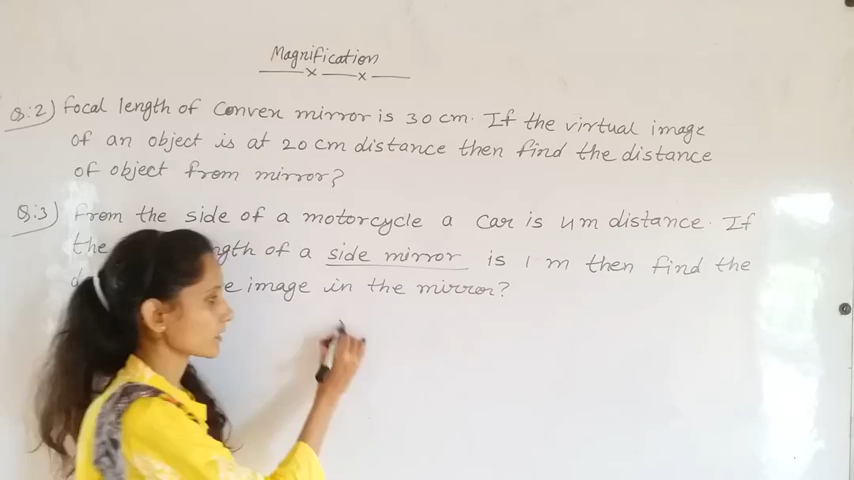 Magnification
Q:2) focal length of Convex mirror is 30 cm. If the virtual image
of an object is at 20 cm distance then find the distance
of object from mirror?
Q:3) from the side of a motorcycle a car is 4m distance. If
the ngth of a side mirror is 1 m then find the
image in the mirror?